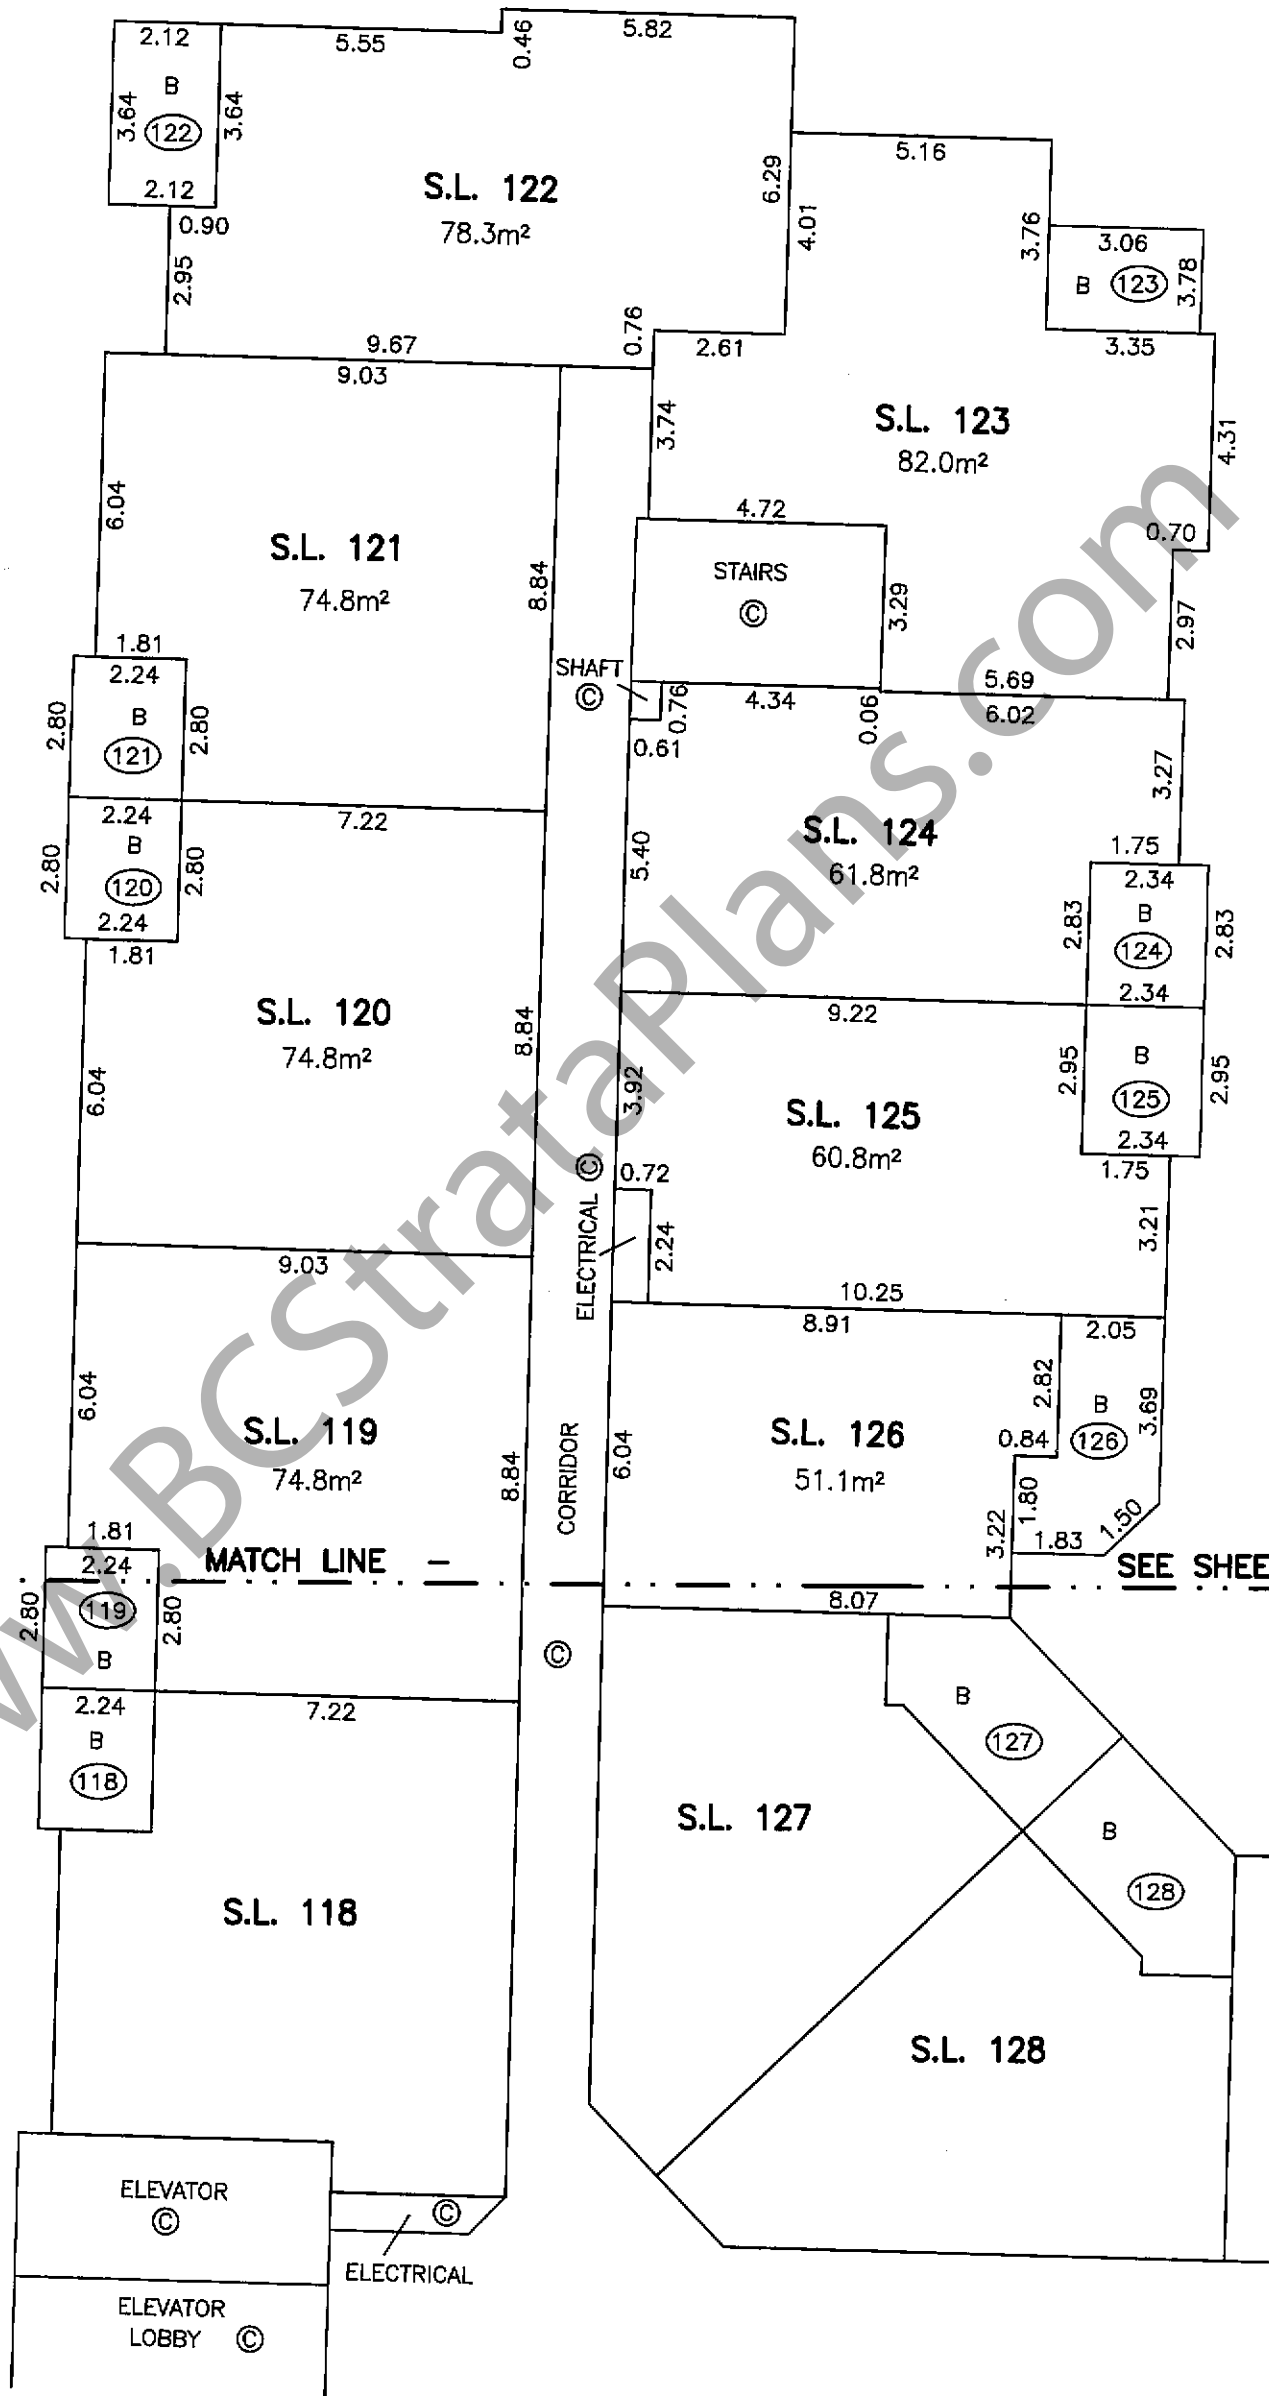 2.12
5.55
0.46
5.82
B
122
3.64
3.64
2.12
0.90
2.95
S.L. 122
78.3m²
6.29
4.01
5.16
3.76
3.06
B
123
3.78
3.35
9.67
0.76
2.61
9.03
3.74
S.L. 123
82.0m²
4.31
6.04
S.L. 121
74.8m²
8.84
4.72
0.70
STAIRS
©
3.29
2.97
1.81
2.24
B
121
2.80
2.80
SHAFT
©
0.76
0.61
4.34
0.06
5.69
6.02
3.27
2.24
7.22
B
120
2.80
2.80
2.24
1.81
S.L. 124
61.8m²
5.40
1.75
2.34
B
124
2.83
2.83
2.34
S.L. 120
74.8m²
8.84
6.04
9.22
3.92
S.L. 125
60.8m²
2.95
B
125
2.95
2.34
1.75
ELECTRICAL ©
0.72
2.24
3.21
9.03
10.25
8.91
2.05
6.04
S.L. 119
74.8m²
8.84
CORRIDOR
6.04
S.L. 126
51.1m²
2.82
0.84
B
126
3.69
1.80
3.22
1.83
1.50
1.81
2.24
MATCH LINE –
SEE SHEE
119
B
2.80
2.80
8.07
©
2.24
7.22
B
118
B
127
S.L. 127
B
128
S.L. 118
S.L. 128
ELEVATOR
©
©
ELECTRICAL
ELEVATOR
LOBBY ©
w.BCStrataPlans.com